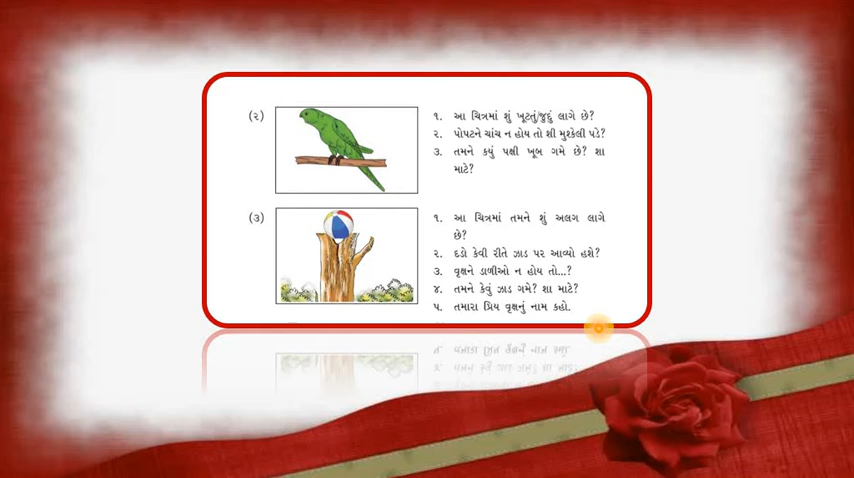 (૨)
૧. આ ચિત્રમાં શું ખૂટતું/જુદું લાગે છે?
૨. પોપટને ચાંચ ન હોય તો શી મુશ્કેલી પડે?
૩. તમને કયું પક્ષી ખૂબ ગમે છે? શા
માટે?
(૩)
૧. આ ચિત્રમાં તમને શું અલગ લાગે
છે?
૨. દડો કેવી રીતે ઝાડ પર આવ્યો હશે?
૩. વૃક્ષને ડાળીઓ ન હોય તો...?
૪. તમને કેવું ઝાડ ગમે? શા માટે?
૫. તમારા પ્રિય વૃક્ષનું નામ કહો.